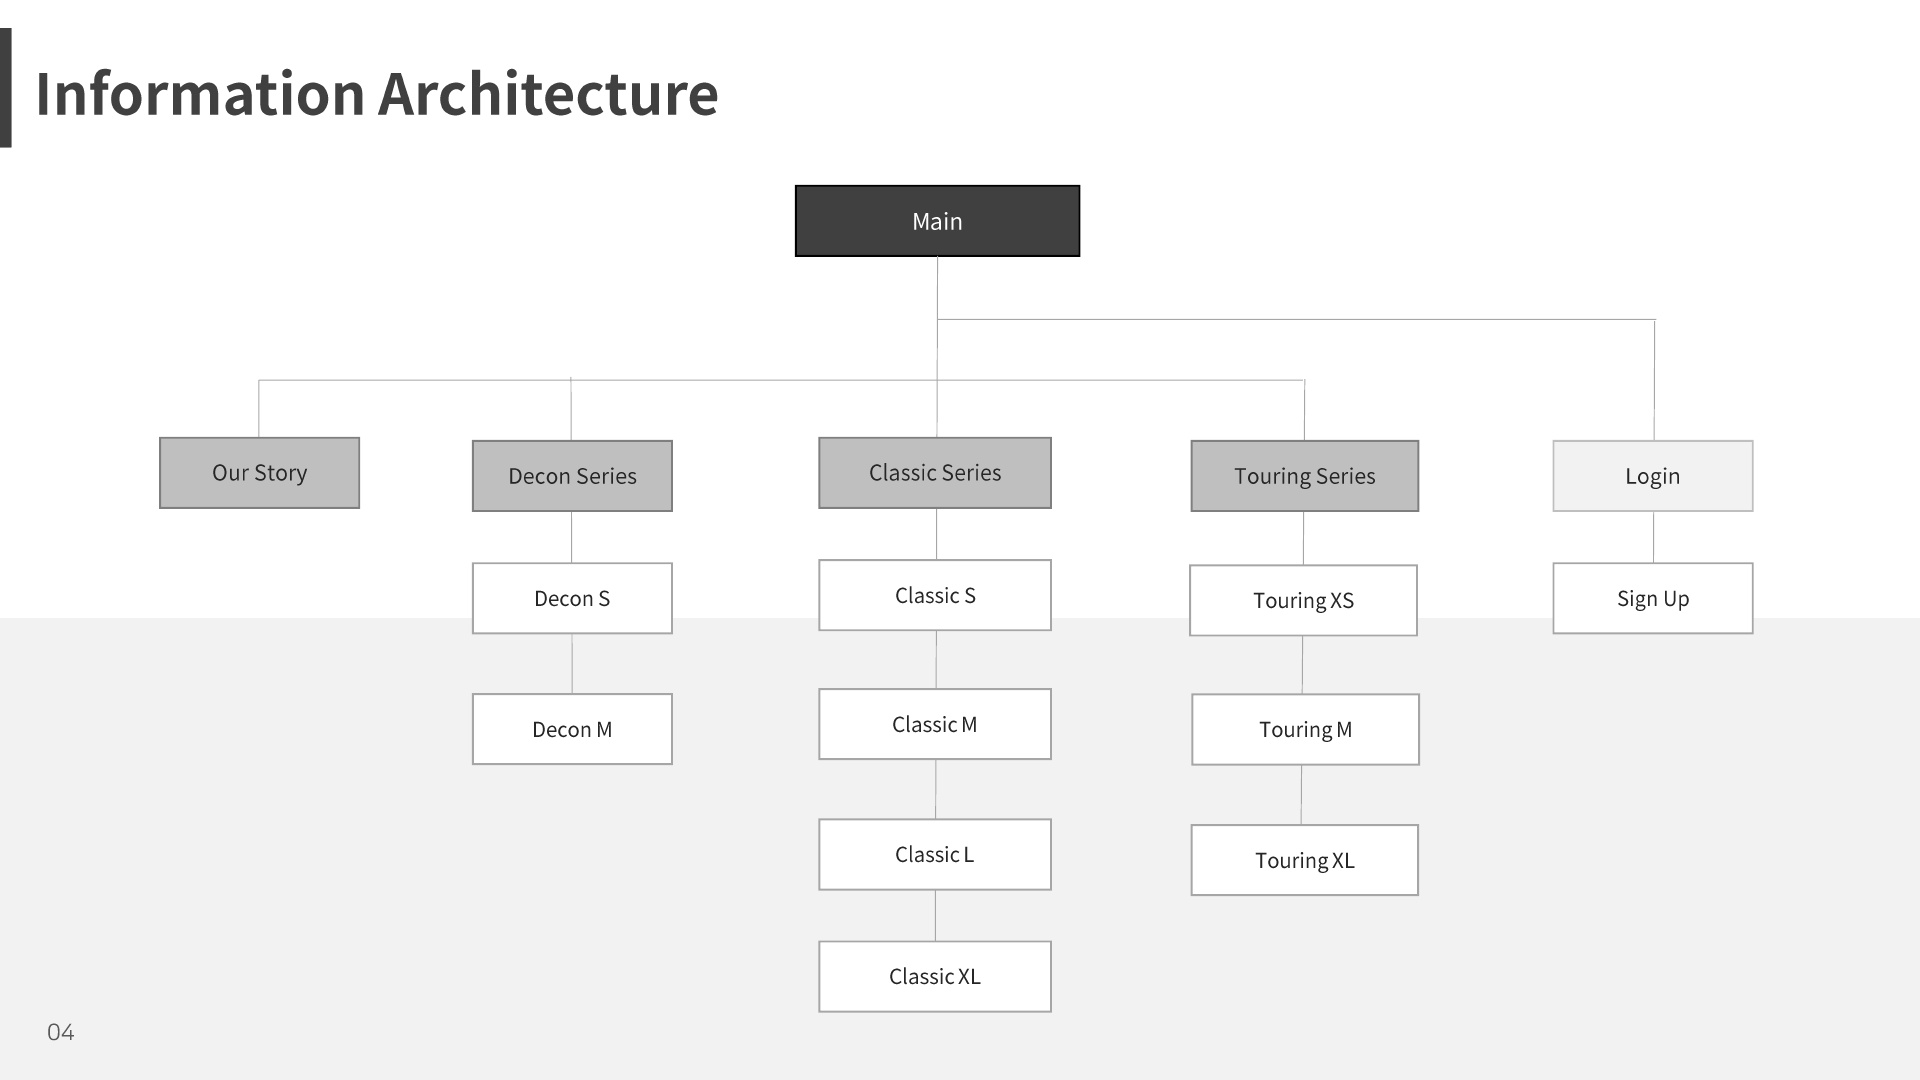 Information Architecture
Main
Our Story
Decon Series
Classic Series
Touring Series
Login
Decon S
Classic S
Touring XS
Sign Up
Decon M
Classic M
Touring M
Classic L
Touring XL
Classic XL
04